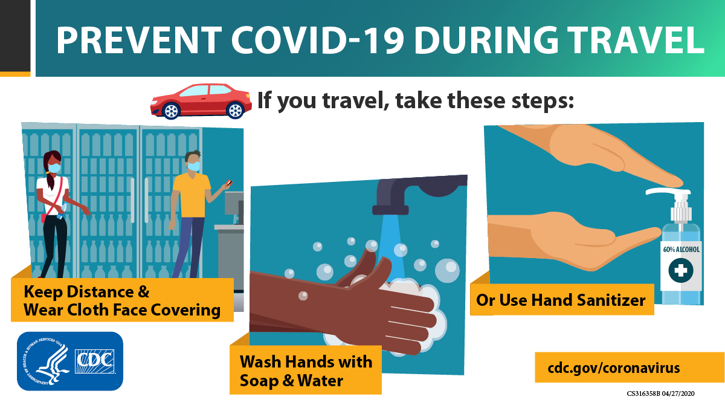 PREVENT COVID-19 DURING TRAVEL
If you travel, take these steps:
Keep Distance &
Wear Cloth Face Covering
Wash Hands with
Soap & Water
60% ALCOHOL
Or Use Hand Sanitizer
CDC
cdc.gov/coronavirus
CS316358B 04/27/2020